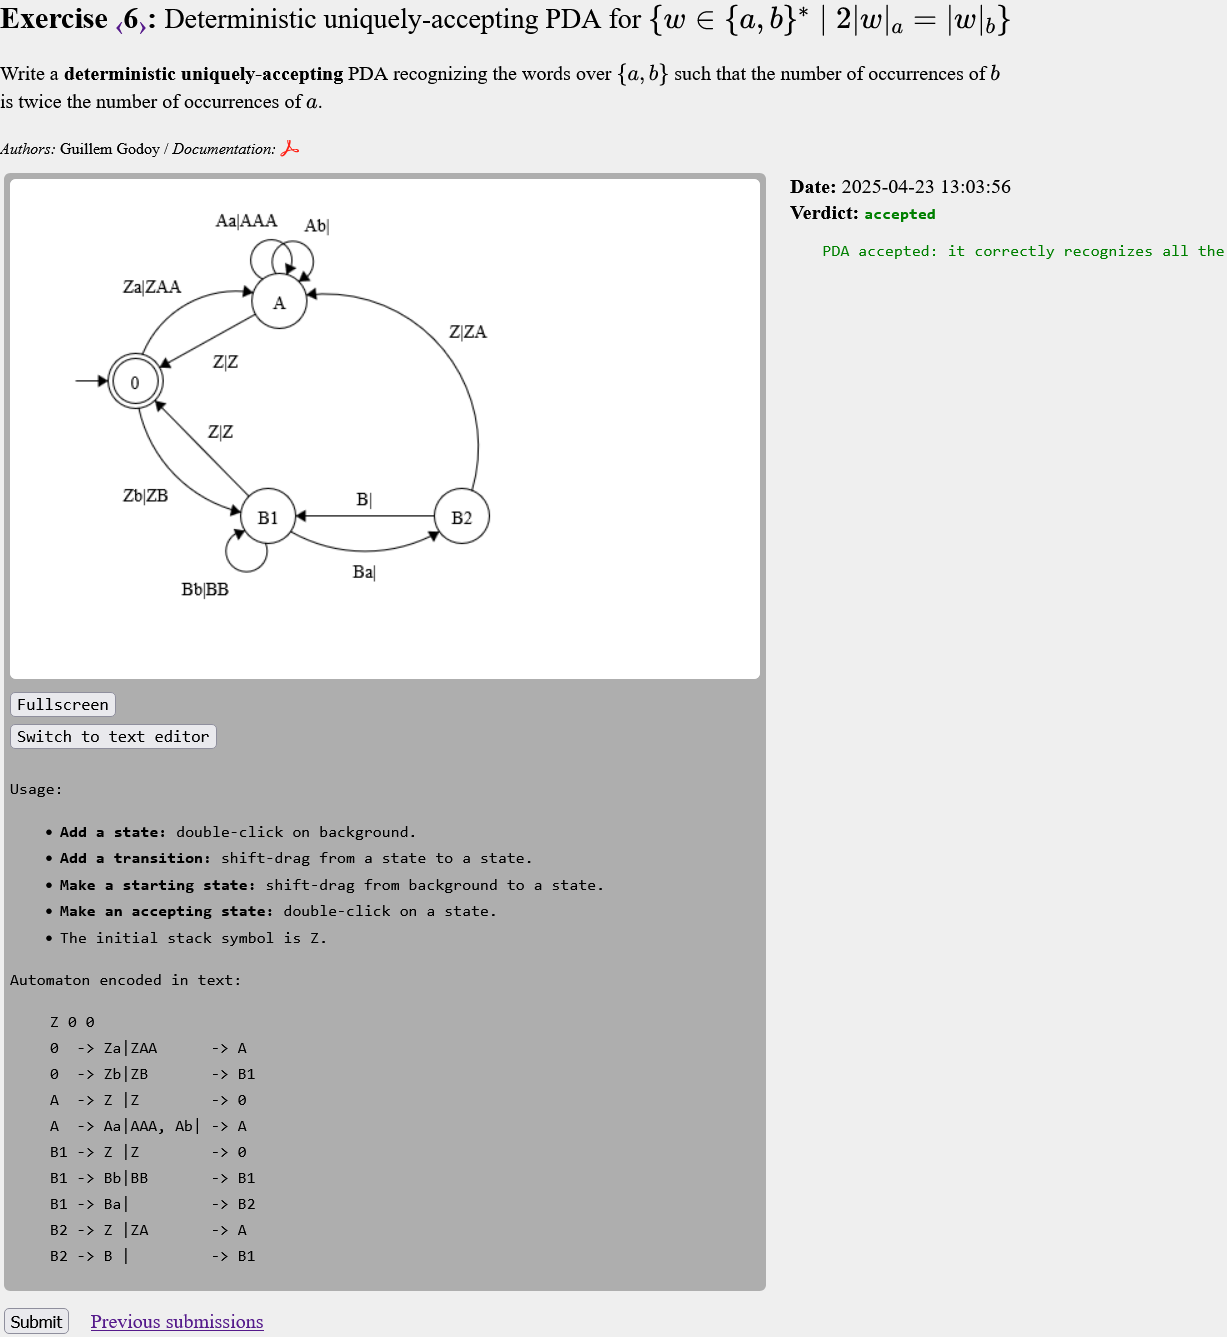 Exercise ‹6›: Deterministic uniquely-accepting PDA for {w ∈ {a, b}* | 2|w|ₐ = |w|_b}
Write a deterministic uniquely-accepting PDA recognizing the words over {a, b} such that the number of occurrences of b
is twice the number of occurrences of a.
Authors: Guillem Godoy / Documentation:
Date: 2025-04-23 13:03:56
Verdict: accepted
PDA accepted: it correctly recognizes all the
Aa|AAA
Ab|
Za|ZAA
A
Z|ZA
Z|Z
0
Z|Z
Zb|ZB
B|
B1
B2
Ba|
Bb|BB
Fullscreen
Switch to text editor
Usage:
• Add a state: double-click on background.
• Add a transition: shift-drag from a state to a state.
• Make a starting state: shift-drag from background to a state.
• Make an accepting state: double-click on a state.
• The initial stack symbol is Z.
Automaton encoded in text:
Z 0 0
0  -> Za|ZAA      -> A
0  -> Zb|ZB       -> B1
A  -> Z |Z        -> 0
A  -> Aa|AAA, Ab| -> A
B1 -> Z |Z        -> 0
B1 -> Bb|BB       -> B1
B1 -> Ba|         -> B2
B2 -> Z |ZA       -> A
B2 -> B |         -> B1
Submit
Previous submissions